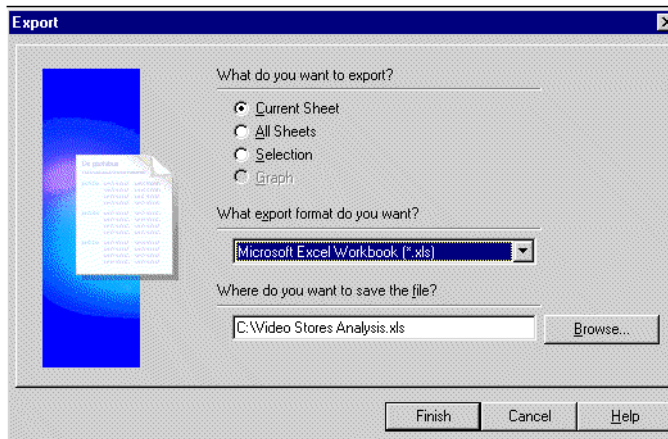 Export
What do you want to export?
Current Sheet
All Sheets
Selection
Graph
What export format do you want?
Microsoft Excel Workbook (*.xls)
Where do you want to save the file?
C:\Video Stores Analysis.xls
Browse...
Finish
Cancel
Help